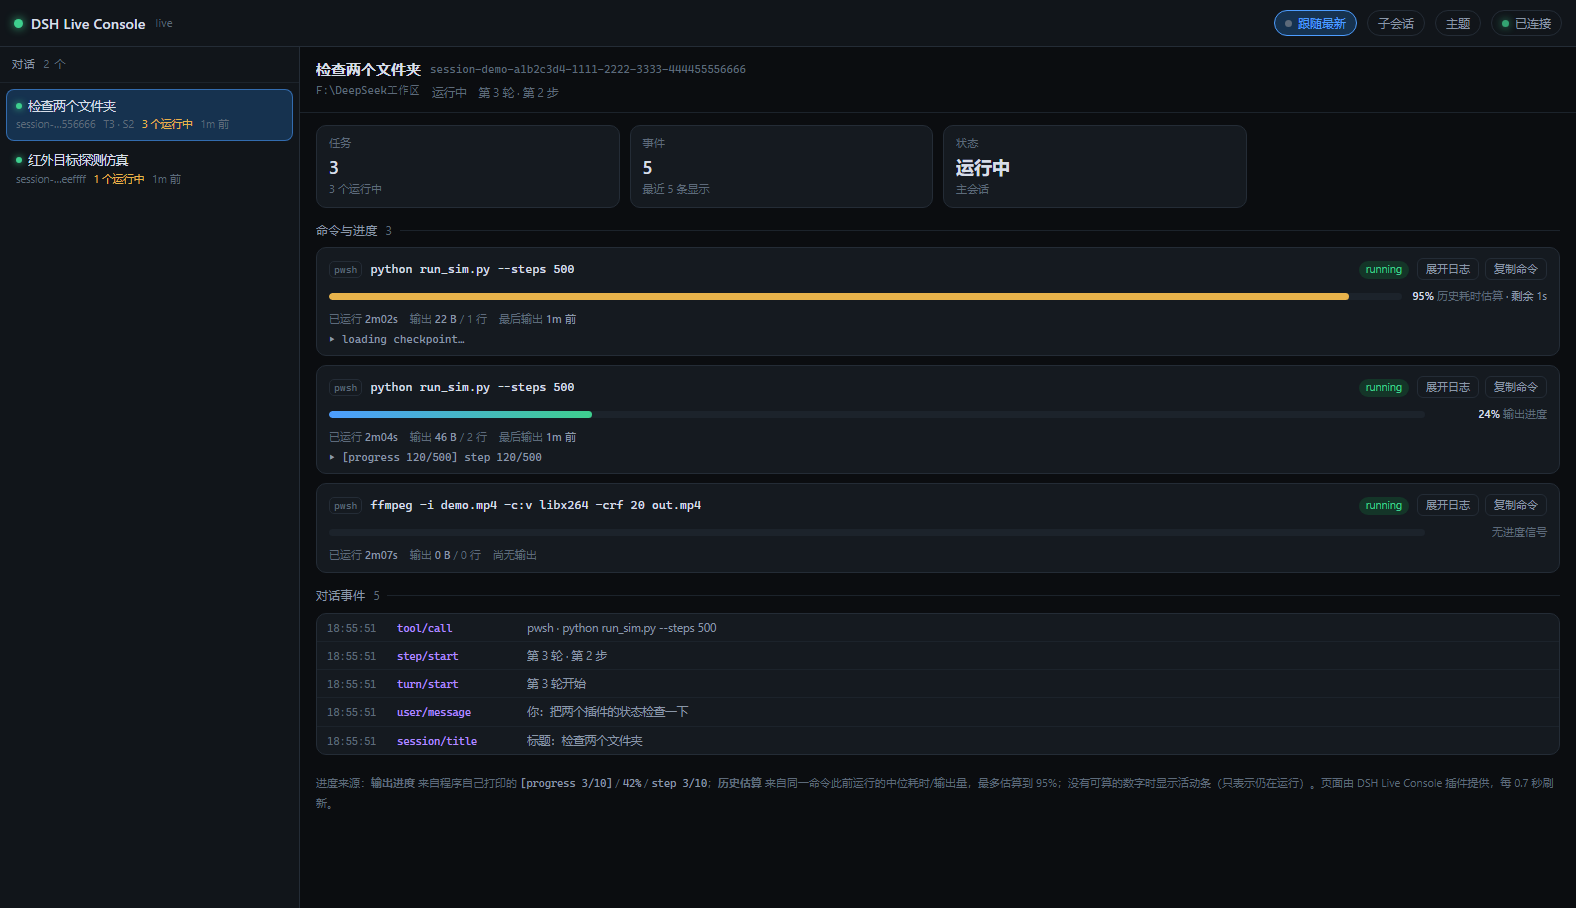 DSH Live Console live
跟随最新 子会话 主题 已连接
对话 2 个
检查两个文件夹
session-…556666 T3 · S2 3 个运行中 1m 前
红外目标探测仿真
session-…eeffff 1 个运行中 1m 前
检查两个文件夹 session-demo-a1b2c3d4-1111-2222-3333-444455556666
F:\DeepSeek工作区 运行中 第 3 轮 · 第 2 步
任务
3
3 个运行中
事件
5
最近 5 条显示
状态
运行中
主会话
命令与进度 3
pwsh python run_sim.py --steps 500 running 展开日志 复制命令
95% 历史耗时估算 · 剩余 1s
已运行 2m02s 输出 22 B / 1 行 最后输出 1m 前
▸ loading checkpoint…
pwsh python run_sim.py --steps 500 running 展开日志 复制命令
24% 输出进度
已运行 2m04s 输出 46 B / 2 行 最后输出 1m 前
▸ [progress 120/500] step 120/500
pwsh ffmpeg -i demo.mp4 -c:v libx264 -crf 20 out.mp4 running 展开日志 复制命令
无进度信号
已运行 2m07s 输出 0 B / 0 行 尚无输出
对话事件 5
18:55:51 tool/call pwsh · python run_sim.py --steps 500
18:55:51 step/start 第 3 轮 · 第 2 步
18:55:51 turn/start 第 3 轮开始
18:55:51 user/message 你：把两个插件的状态检查一下
18:55:51 session/title 标题：检查两个文件夹
进度来源：输出进度 来自程序自己打印的 [progress 3/10] / 42% / step 3/10；历史估算 来自同一命令此前运行的中位耗时/输出量，最多估算到 95%；没有可算的数字时显示活动条（只表示仍在运行）。页面由 DSH Live Console 插件提供，每 0.7 秒刷
新。